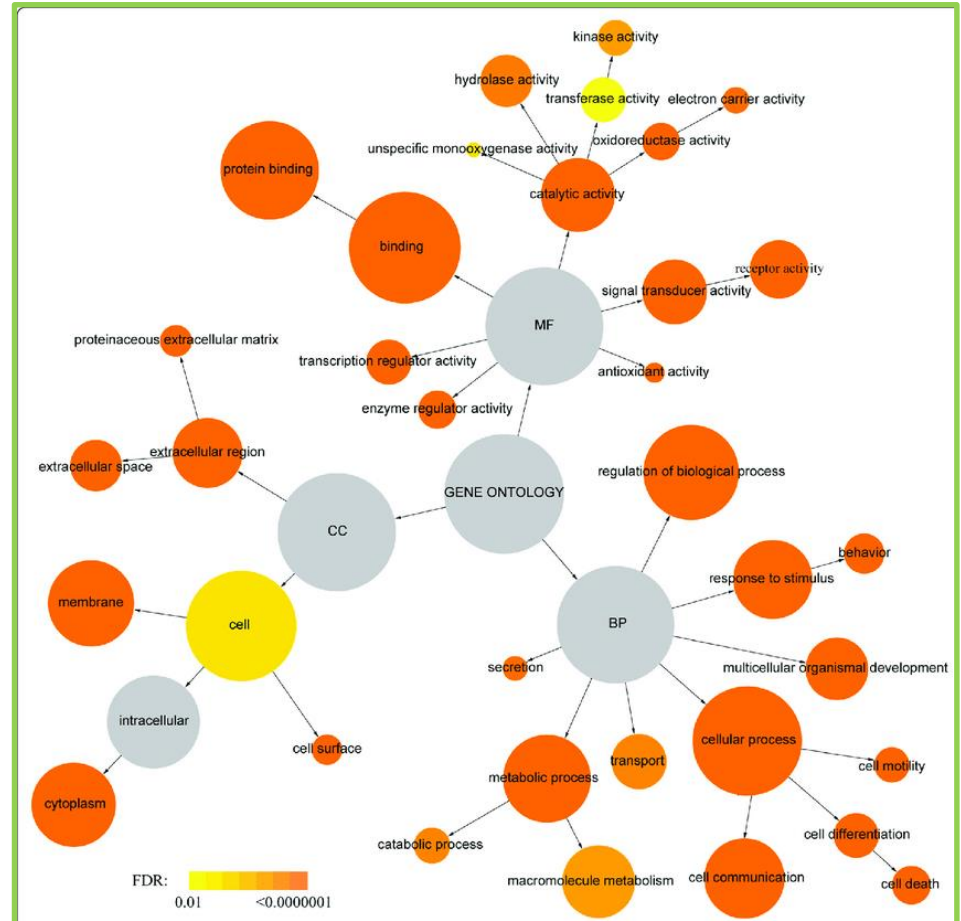 kinase activity
hydrolase activity
transferase activity
electron carrier activity
oxidoreductase activity
unspecific monooxygenase activity
protein binding
catalytic activity
binding
receptor activity
signal transducer activity
MF
proteinaceous extracellular matrix
transcription regulator activity
antioxidant activity
enzyme regulator activity
extracellular region
extracellular space
regulation of biological process
GENE ONTOLOGY
CC
behavior
response to stimulus
membrane
cell
BP
secretion
multicellular organismal development
intracellular
cell surface
cellular process
transport
cell motility
metabolic process
cytoplasm
cell differentiation
catabolic process
macromolecule metabolism
cell communication
cell death
FDR:
0.01 <0.0000001